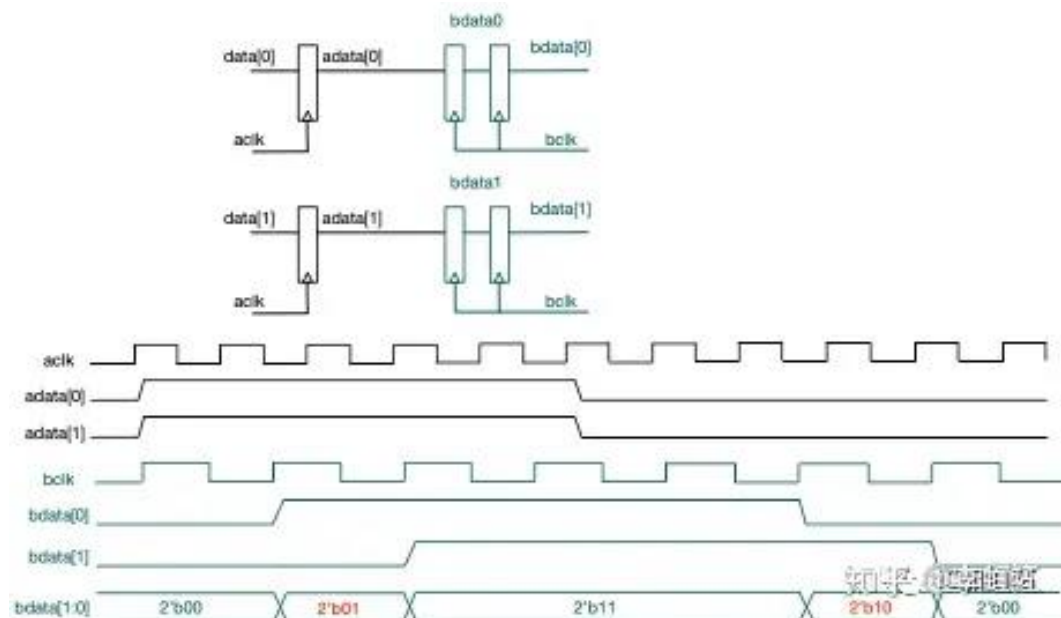 bdata0
data[0] adata[0] bdata[0]
aclk bclk
bdata1
data[1] adata[1] bdata[1]
aclk bclk
aclk
adata[0]
adata[1]
bclk
bdata[0]
bdata[1]
知乎
bdata[1:0] 2'b00 2'b01 2'b11 2'b10 2'b00